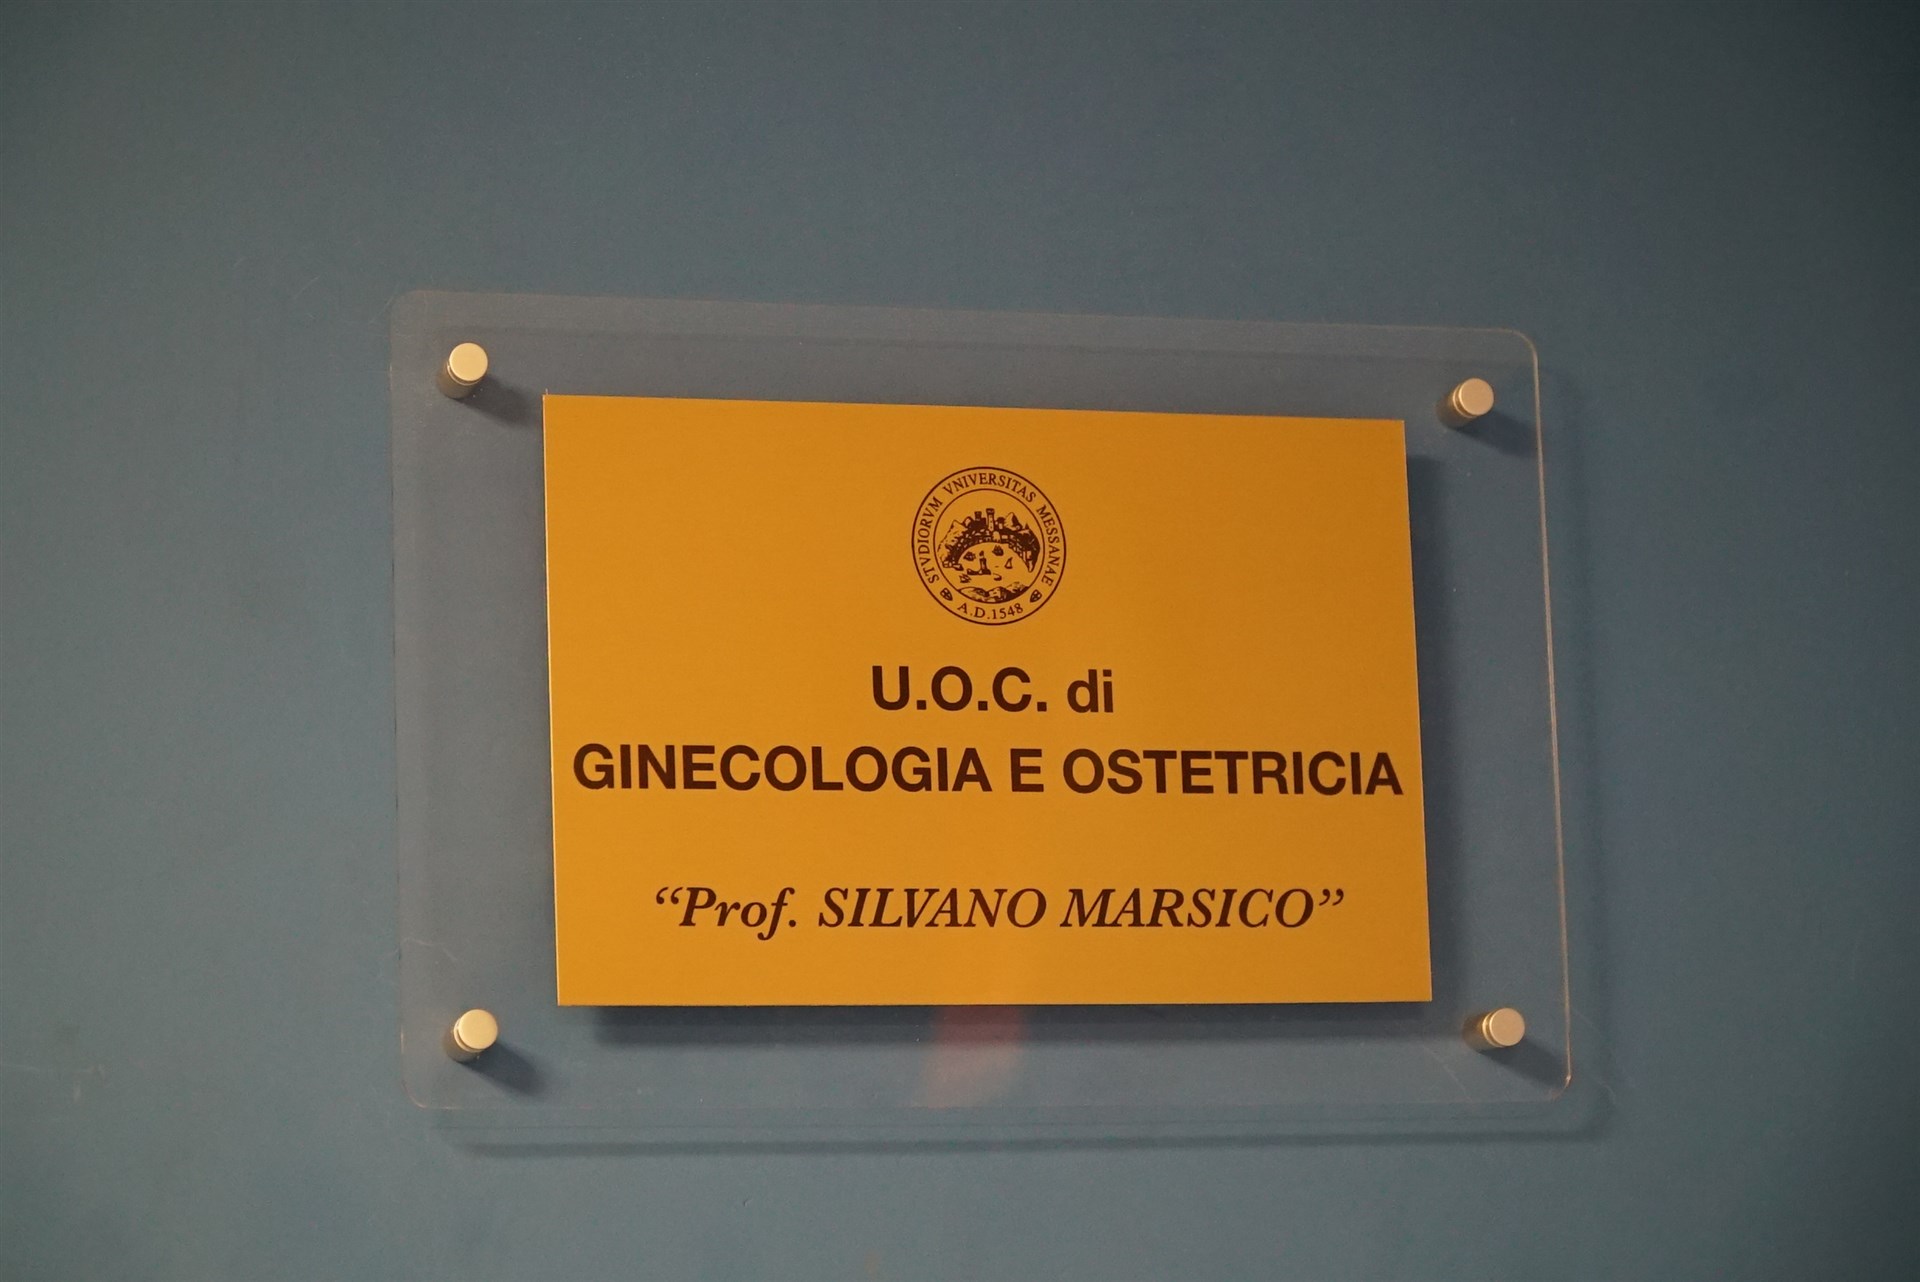 STVDIORVM VNIVERSITAS MESSANAE
A.D.1548
U.O.C. di
GINECOLOGIA E OSTETRICIA
“Prof. SILVANO MARSICO”